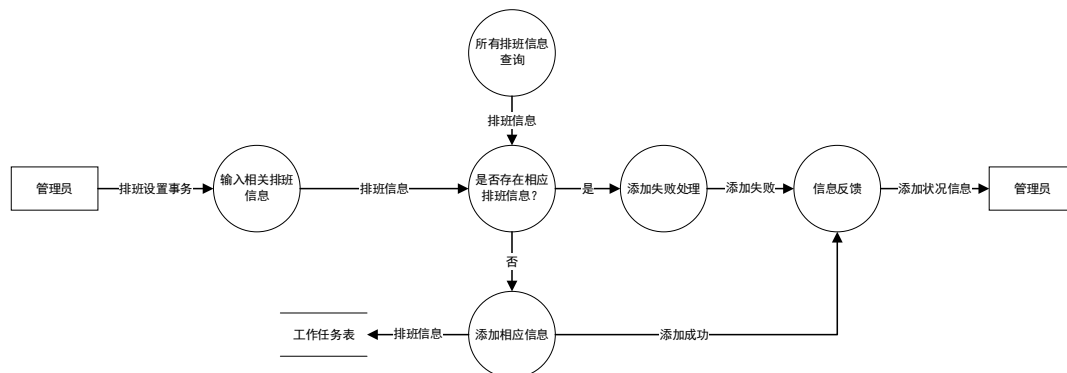 所有排班信息
查询
排班信息
管理员
排班设置事务
输入相关排班
信息
排班信息
是否存在相应
排班信息？
是
添加失败处理
添加失败
信息反馈
添加状况信息
管理员
否
工作任务表
排班信息
添加相应信息
添加成功